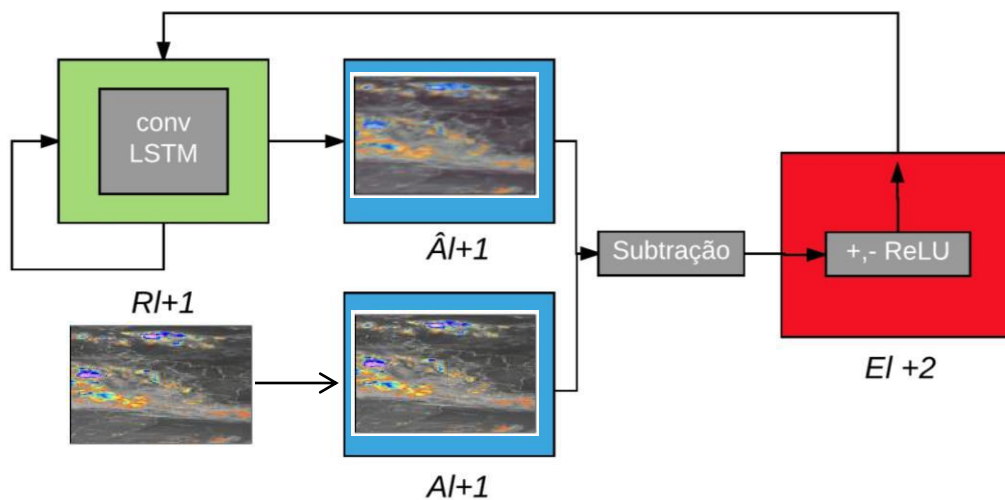 conv
LSTM
Âl+1
Rl+1
Subtração
+,- ReLU
El +2
Al+1